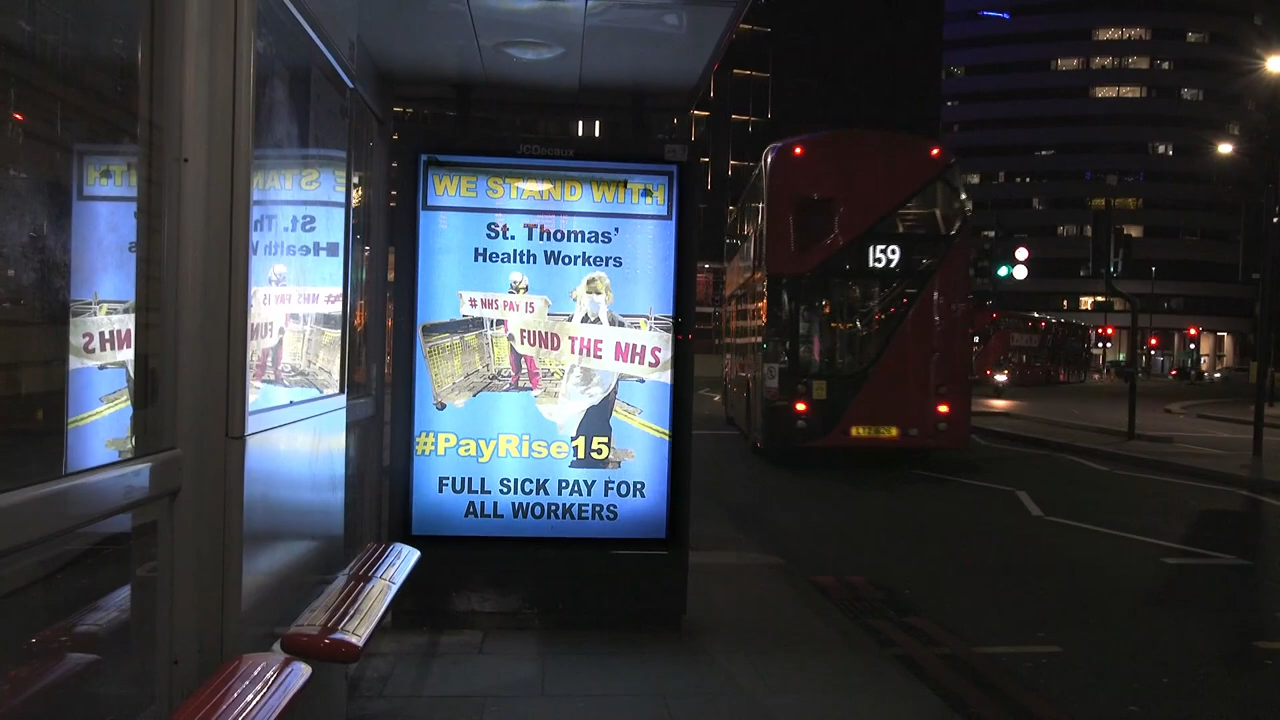 JCDecaux
WE STAND WITH
St. Thomas'
Health Workers
# NHS PAY 15
FUND THE NHS
#PayRise15
FULL SICK PAY FOR
ALL WORKERS
159